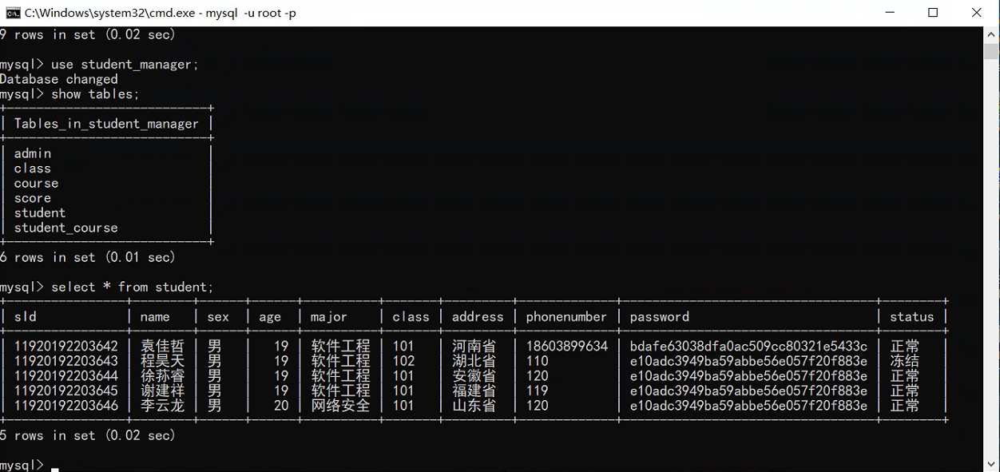 C:\Windows\system32\cmd.exe - mysql  -u root -p
9 rows in set (0.02 sec)
mysql> use student_manager;
Database changed
mysql> show tables;
+---------------------------+
| Tables_in_student_manager |
+---------------------------+
| admin                     |
| class                     |
| course                    |
| score                     |
| student                   |
| student_course            |
+---------------------------+
6 rows in set (0.01 sec)
mysql> select * from student;
| sId | name | sex | age | major | class | address | phonenumber | password | status |
| 11920192203642 | 袁佳哲 | 男 | 19 | 软件工程 | 101 | 河南省 | 18603899634 | bdafe63038dfa0ac509cc80321e5433c | 正常 |
| 11920192203643 | 程昊天 | 男 | 19 | 软件工程 | 102 | 湖北省 | 110 | e10adc3949ba59abbe56e057f20f883e | 冻结 |
| 11920192203644 | 徐荪睿 | 男 | 19 | 软件工程 | 101 | 安徽省 | 120 | e10adc3949ba59abbe56e057f20f883e | 正常 |
| 11920192203645 | 谢建祥 | 男 | 19 | 软件工程 | 101 | 福建省 | 119 | e10adc3949ba59abbe56e057f20f883e | 正常 |
| 11920192203646 | 李云龙 | 男 | 20 | 网络安全 | 101 | 山东省 | 120 | e10adc3949ba59abbe56e057f20f883e | 正常 |
5 rows in set (0.02 sec)
mysql>